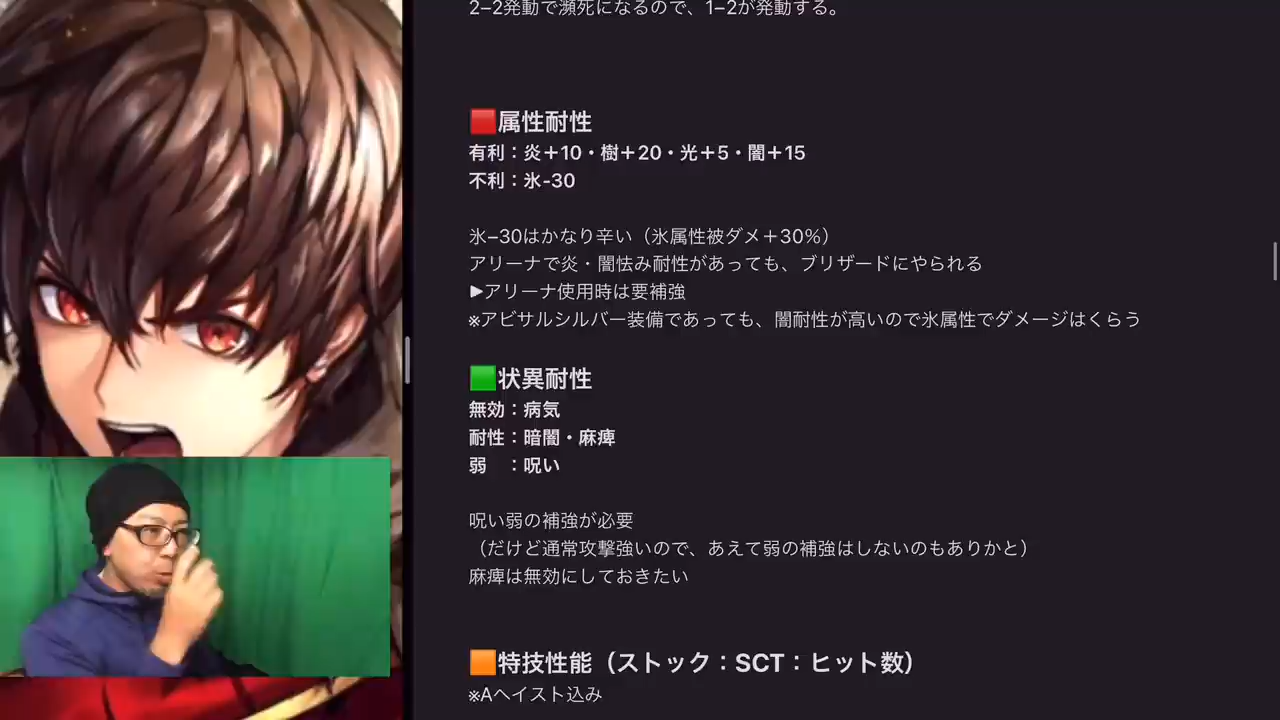 2−2発動で瀕死になるので、1−2が発動する。
属性耐性
有利：炎＋10・樹＋20・光＋5・闇＋15
不利：氷-30
氷−30はかなり辛い（氷属性被ダメ＋30％）
アリーナで炎・闇怯み耐性があっても、ブリザードにやられる
▶アリーナ使用時は要補強
※アビサルシルバー装備であっても、闇耐性が高いので氷属性でダメージはくらう
状異耐性
無効：病気
耐性：暗闇・麻痺
弱　：呪い
呪い弱の補強が必要
（だけど通常攻撃強いので、あえて弱の補強はしないのもありかと）
麻痺は無効にしておきたい
特技性能（ストック：SCT：ヒット数）
※Aヘイスト込み